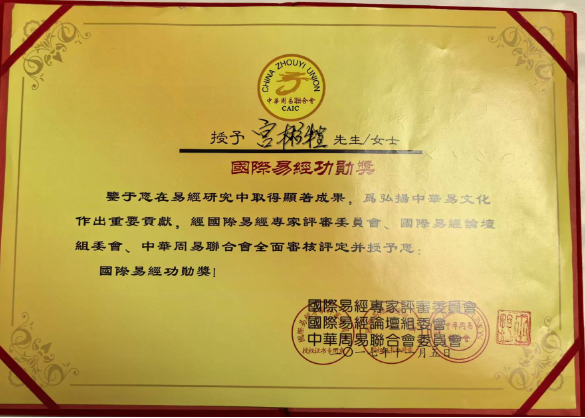 CHINA ZHOUYI UNION
中華周易聯合會
CAIC
授予 宫彬程 先生/女士
國際易經功勛獎
鑒于您在易經研究中取得顯著成果，爲弘揚中華易文化
作出重要貢獻，經國際易經專家評審委員會、國際易經論壇
組委會、中華周易聯合會全面審核評定并授予您：
國際易經功勛獎！
國際易經專家評審委員會
國際易經論壇組委會
中華周易聯合會委員會
月五日